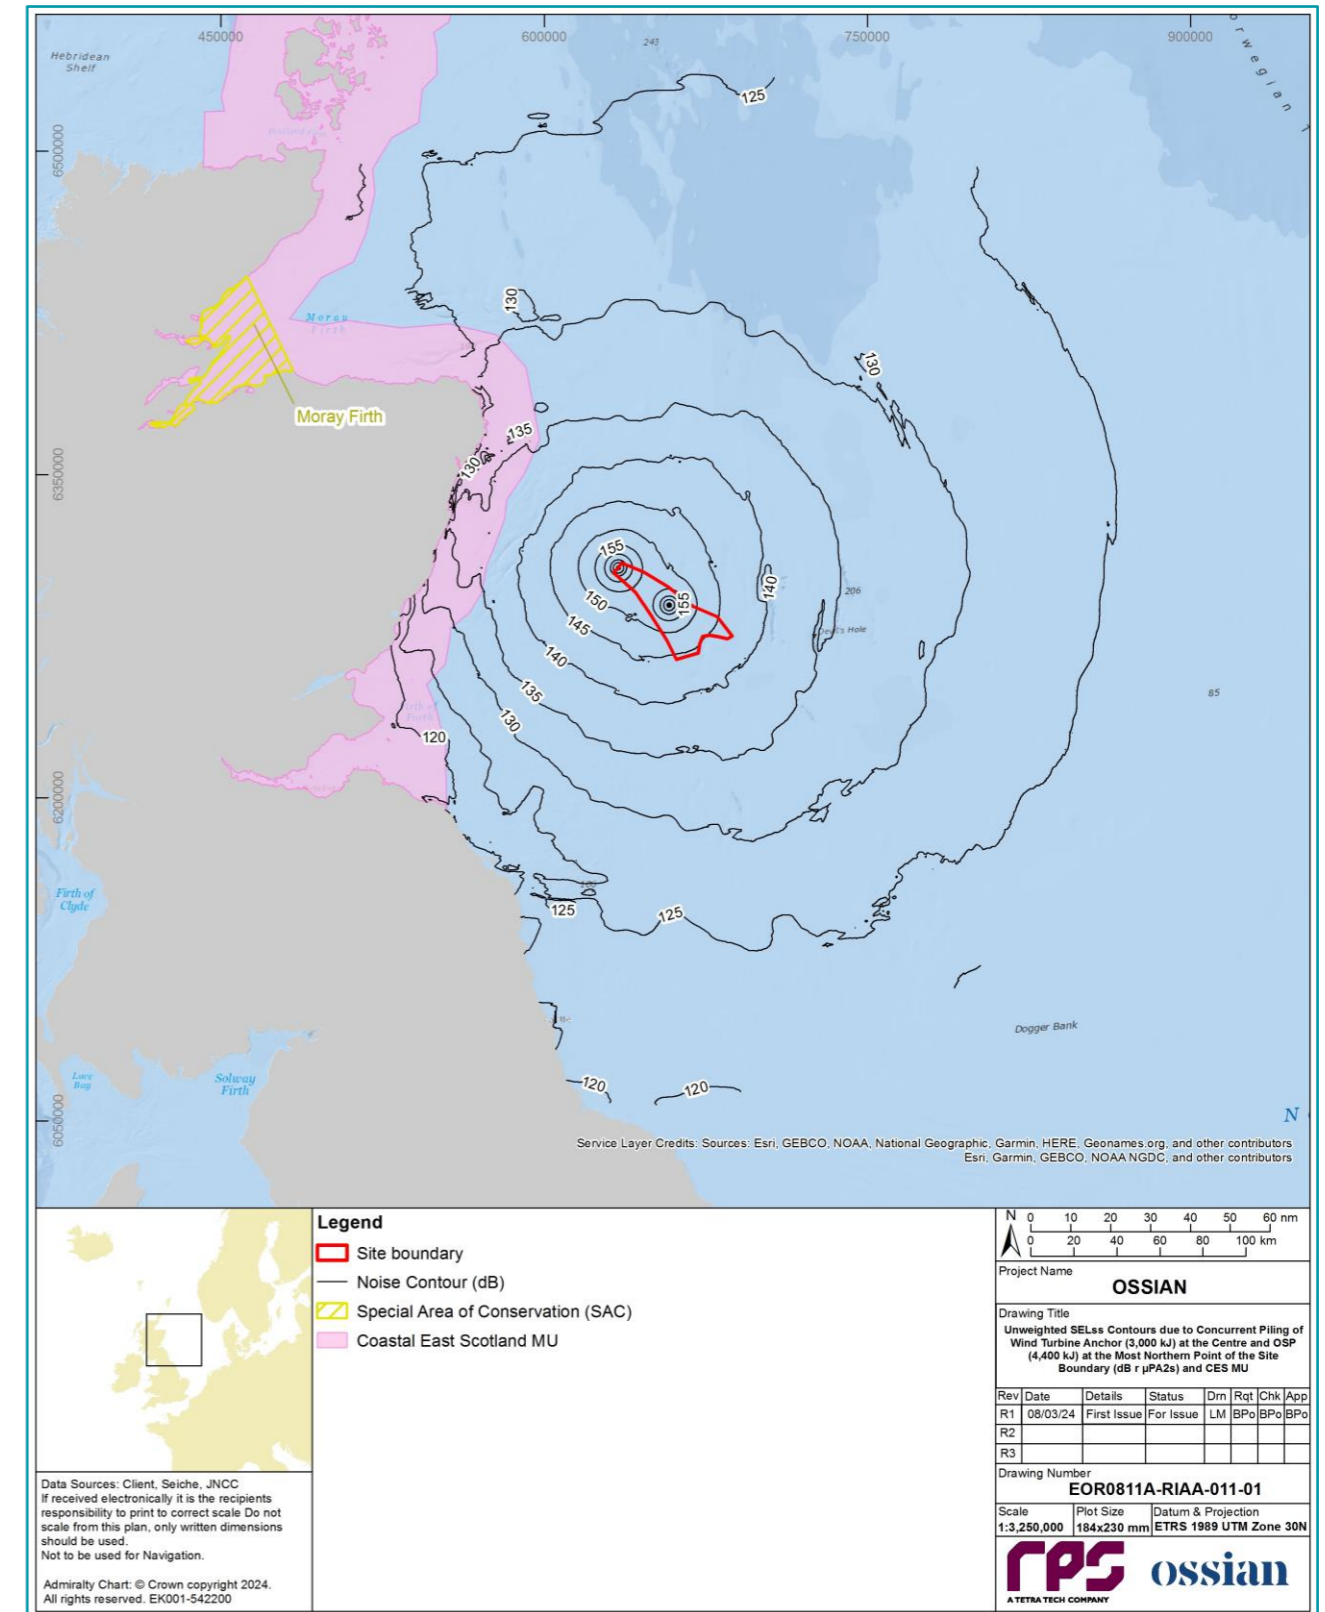 450000
600000
750000
900000
Hebridean
Shelf
243
125
6500000
130
Moray
Firth
130
Moray Firth
135
130
6350000
155
140
206
150
155
Devil's Hole
145
140
135
85
130
120
6200000
Firth of
Clyde
125
125
Dogger Bank
Luce
Bay
Solway
Firth
120
120
6050000
N
Service Layer Credits: Sources: Esri, GEBCO, NOAA, National Geographic, Garmin, HERE, Geonames.org, and other contributors
Esri, Garmin, GEBCO, NOAA NGDC, and other contributors
Legend
Site boundary
Noise Contour (dB)
Special Area of Conservation (SAC)
Coastal East Scotland MU
N 0 10 20 30 40 50 60 nm
0 20 40 60 80 100 km
Project Name
OSSIAN
Drawing Title
Unweighted SELss Contours due to Concurrent Piling of
Wind Turbine Anchor (3,000 kJ) at the Centre and OSP
(4,400 kJ) at the Most Northern Point of the Site
Boundary (dB r µPA2s) and CES MU
Rev Date Details Status Drn Rqt Chk App
R1 08/03/24 First Issue For Issue LM BPo BPo BPo
R2
R3
Drawing Number
EOR0811A-RIAA-011-01
Scale Plot Size Datum & Projection
1:3,250,000 184x230 mm ETRS 1989 UTM Zone 30N
rps ossian
A TETRA TECH COMPANY
Data Sources: Client, Seiche, JNCC
If received electronically it is the recipients
responsibility to print to correct scale Do not
scale from this plan, only written dimensions
should be used.
Not to be used for Navigation.
Admiralty Chart: © Crown copyright 2024.
All rights reserved. EK001-542200